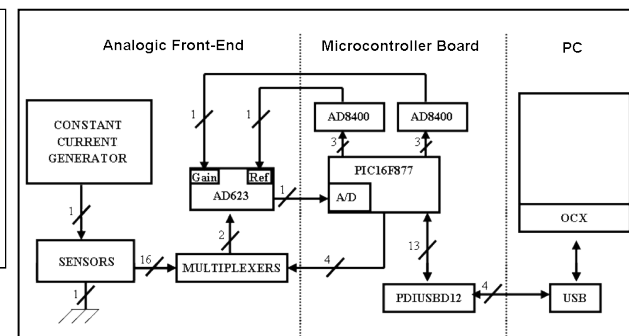 Analogic Front-End
Microcontroller Board
PC
CONSTANT
CURRENT
GENERATOR
1
1
1
AD8400
AD8400
3
3
Gain
Ref
AD623
1
PIC16F877
A/D
OCX
1
2
13
SENSORS
16
MULTIPLEXERS
4
1
PDIUSBD12
4
USB